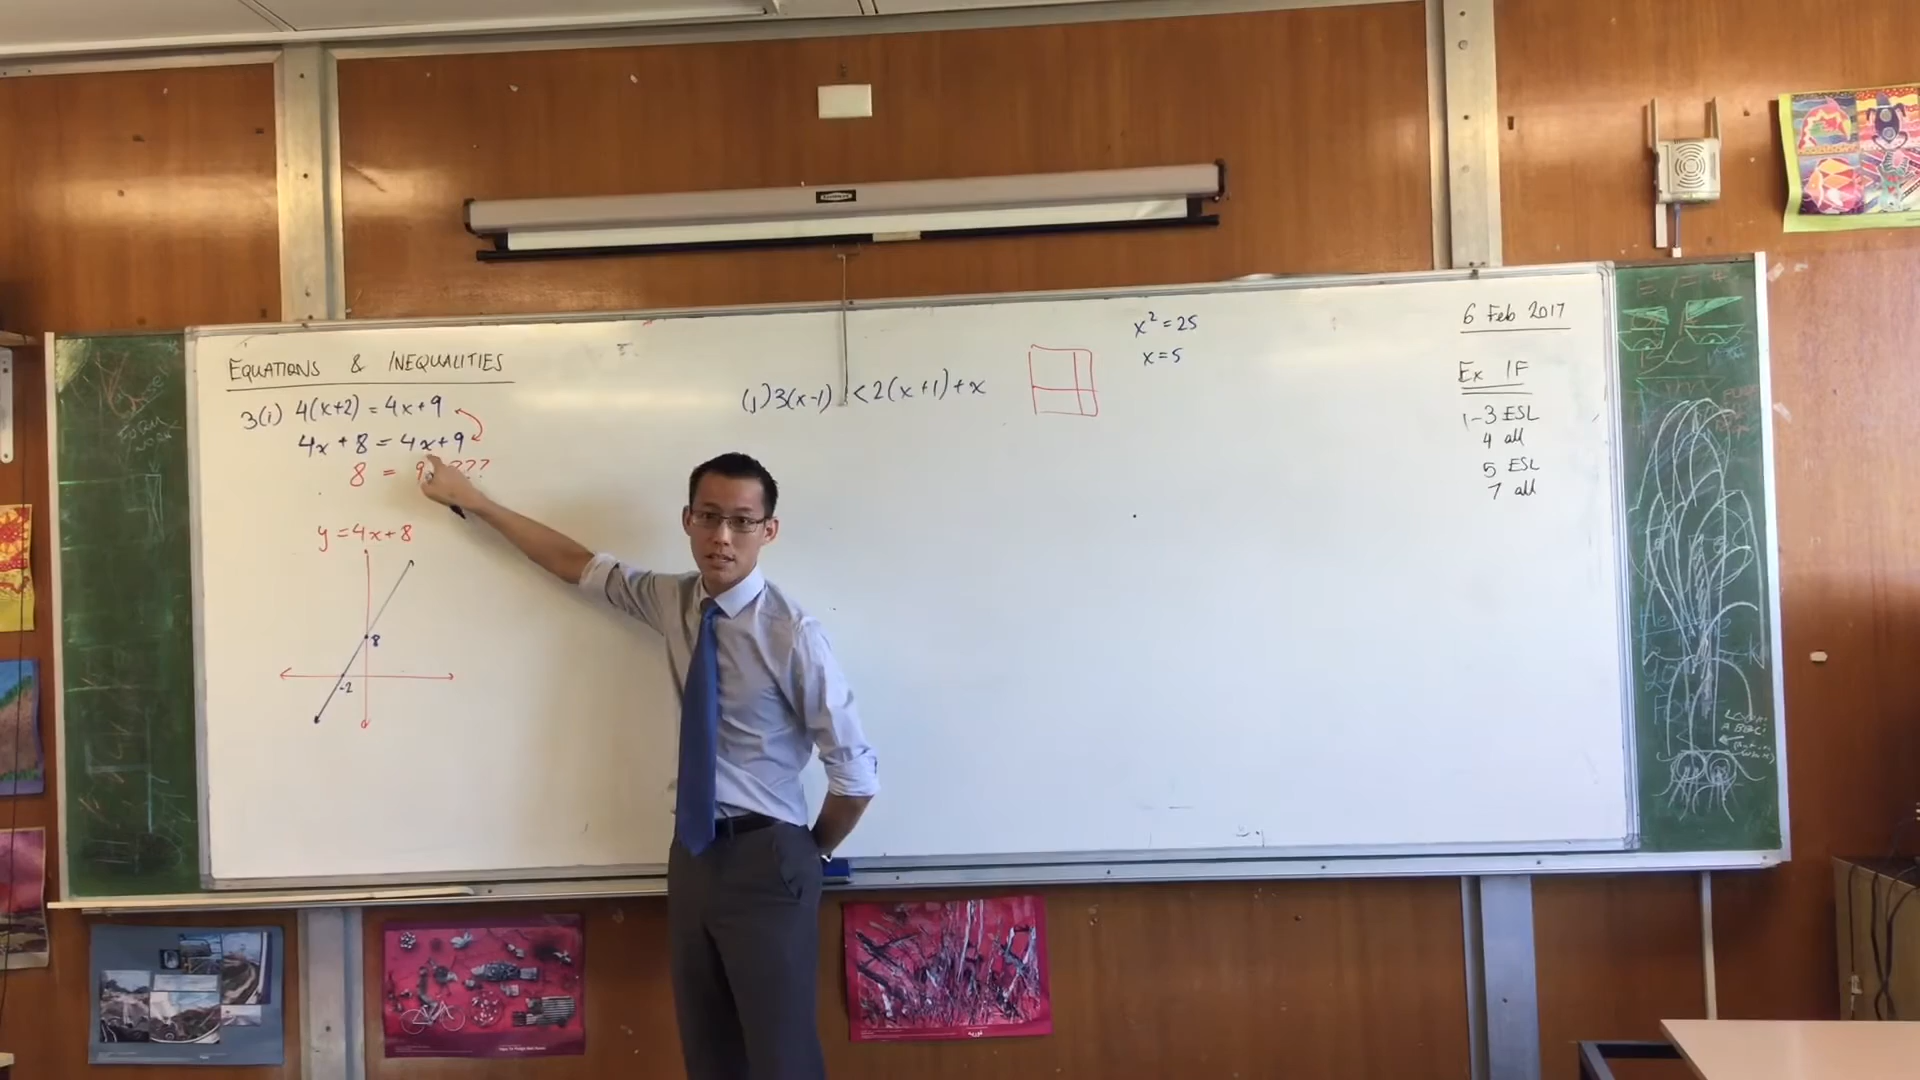 EQUATIONS & INEQUALITIES
3(i) 4(x+2) = 4x+9
4x + 8 = 4x+9
8 = 9 ???
y = 4x+8
8
-2
(j) 3(x-1) < 2(x+1)+x
x² = 25
x = 5
6 Feb 2017
Ex 1F
1-3 ESL
4 all
5 ESL
7 all
FORM
WORK